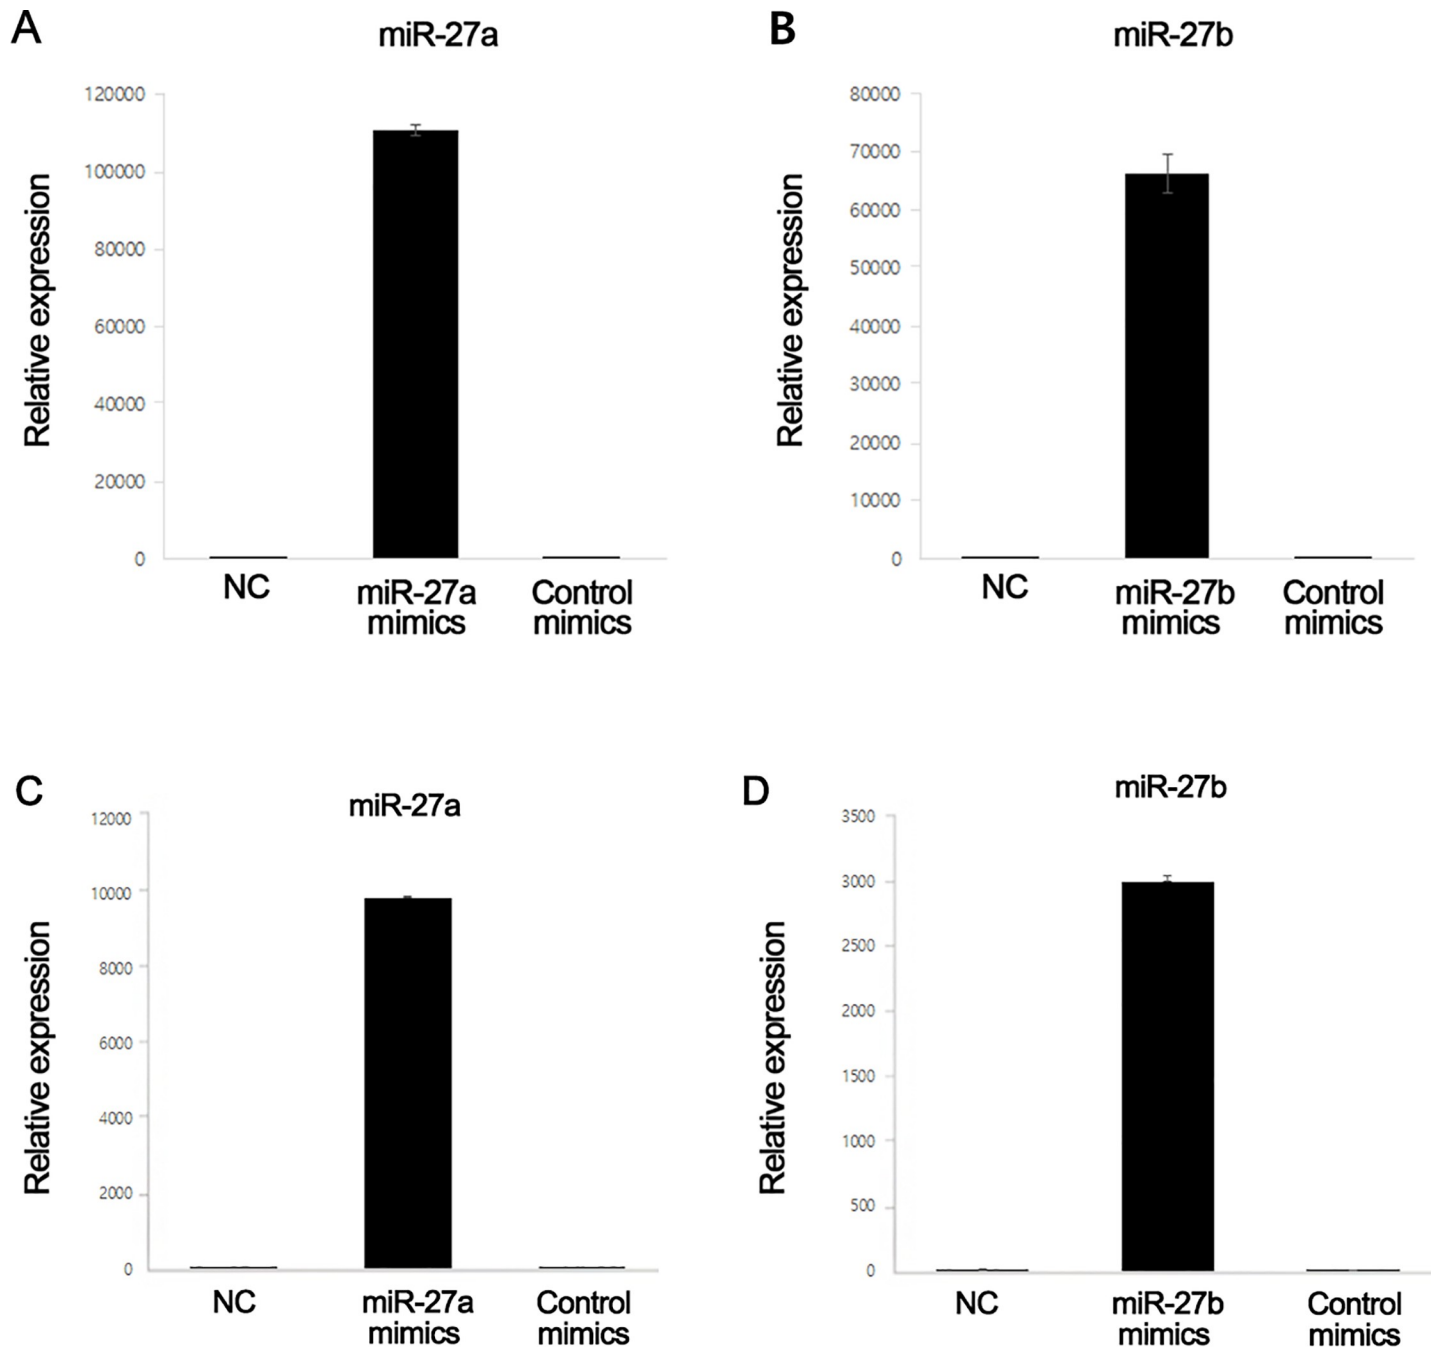 A
miR-27a
120000
100000
80000
60000
40000
20000
0
Relative expression
NC
miR-27a
mimics
Control
mimics
B
miR-27b
80000
70000
60000
50000
40000
30000
20000
10000
0
Relative expression
NC
miR-27b
mimics
Control
mimics
C
miR-27a
12000
10000
8000
6000
4000
2000
0
Relative expression
NC
miR-27a
mimics
Control
mimics
D
miR-27b
3500
3000
2500
2000
1500
1000
500
0
Relative expression
NC
miR-27b
mimics
Control
mimics